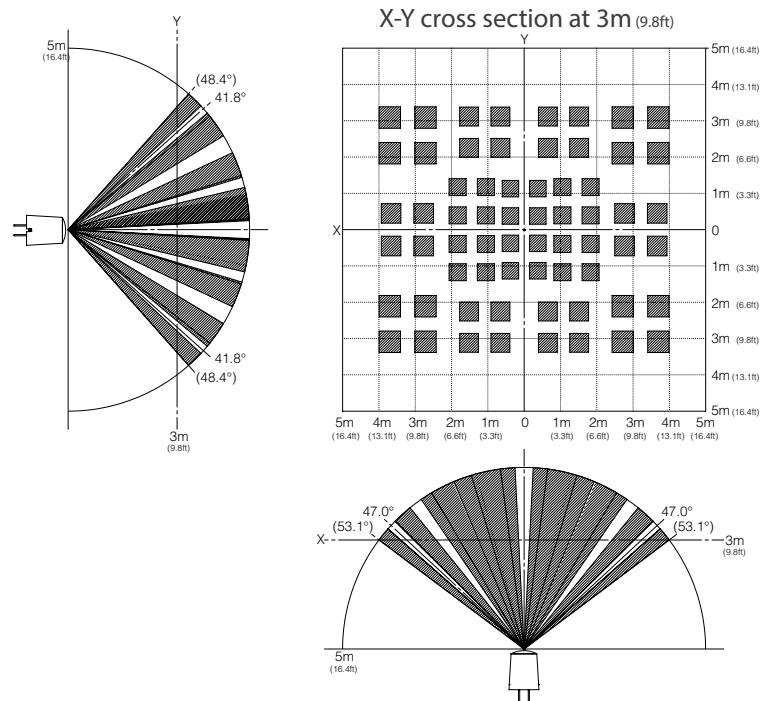 X-Y cross section at 3m (9.8ft)
Y
5m
(16.4ft)
(48.4°)
41.8°
41.8°
(48.4°)
3m
(9.8ft)
Y
X
5m (16.4ft)
4m (13.1ft)
3m (9.8ft)
2m (6.6ft)
1m (3.3ft)
0
1m (3.3ft)
2m (6.6ft)
3m (9.8ft)
4m (13.1ft)
5m (16.4ft)
5m 4m 3m 2m 1m 0 1m 2m 3m 4m 5m
(16.4ft) (13.1ft) (9.8ft) (6.6ft) (3.3ft) (3.3ft) (6.6ft) (9.8ft) (13.1ft) (16.4ft)
47.0° 47.0°
(53.1°) (53.1°)
X 3m
(9.8ft)
5m
(16.4ft)